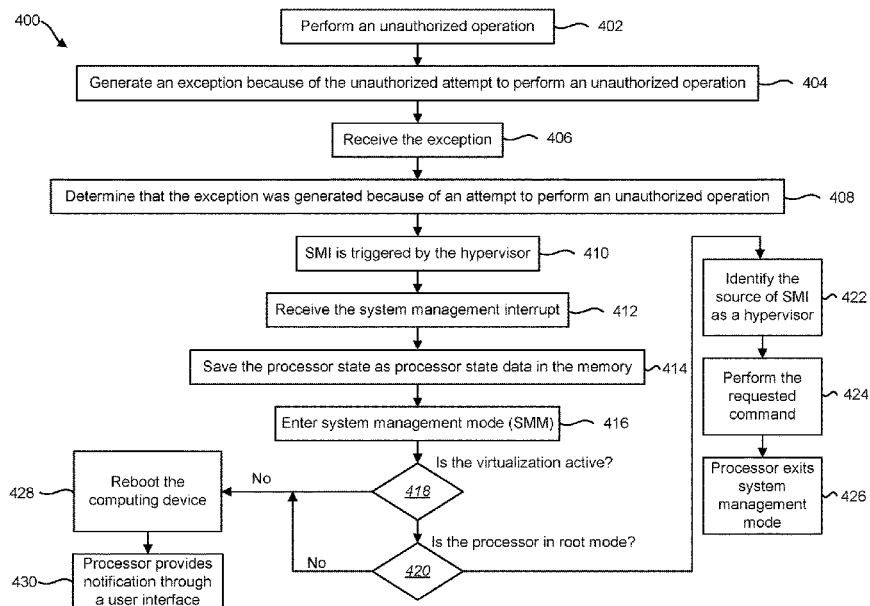 400
Perform an unauthorized operation
402
Generate an exception because of the unauthorized attempt to perform an unauthorized operation
404
Receive the exception
406
Determine that the exception was generated because of an attempt to perform an unauthorized operation
408
SMI is triggered by the hypervisor
410
Receive the system management interrupt
412
Save the processor state as processor state data in the memory
414
Enter system management mode (SMM)
416
Is the virtualization active?
418
No
Reboot the
computing device
428
Is the processor in root mode?
420
No
Processor provides
notification through
a user interface
430
Identify the
source of SMI
as a hypervisor
422
Perform the
requested
command
424
Processor exits
system
management
mode
426